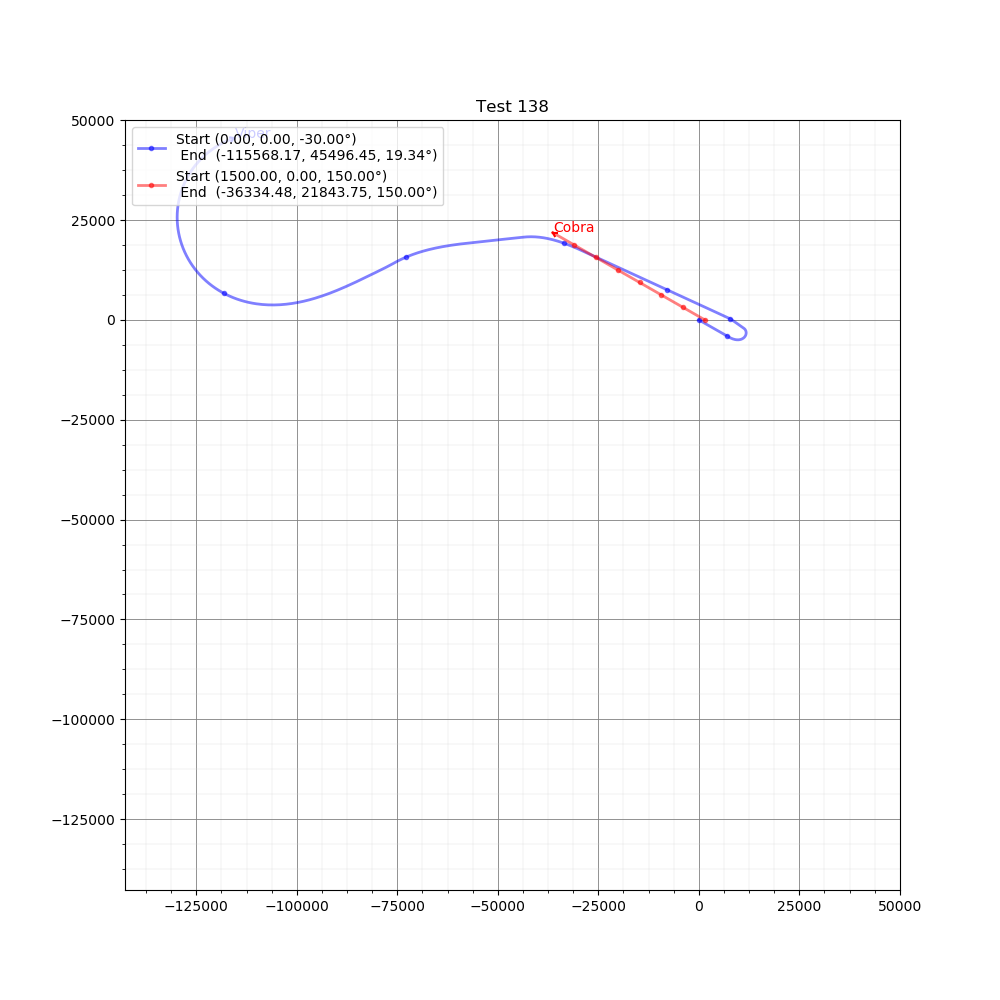 Test 138
50000
25000
0
−25000
−50000
−75000
−100000
−125000
Viper
Start (0.00, 0.00, -30.00°)
End (-115568.17, 45496.45, 19.34°)
Start (1500.00, 0.00, 150.00°)
End (-36334.48, 21843.75, 150.00°)
Cobra
−125000 −100000 −75000 −50000 −25000 0 25000 50000